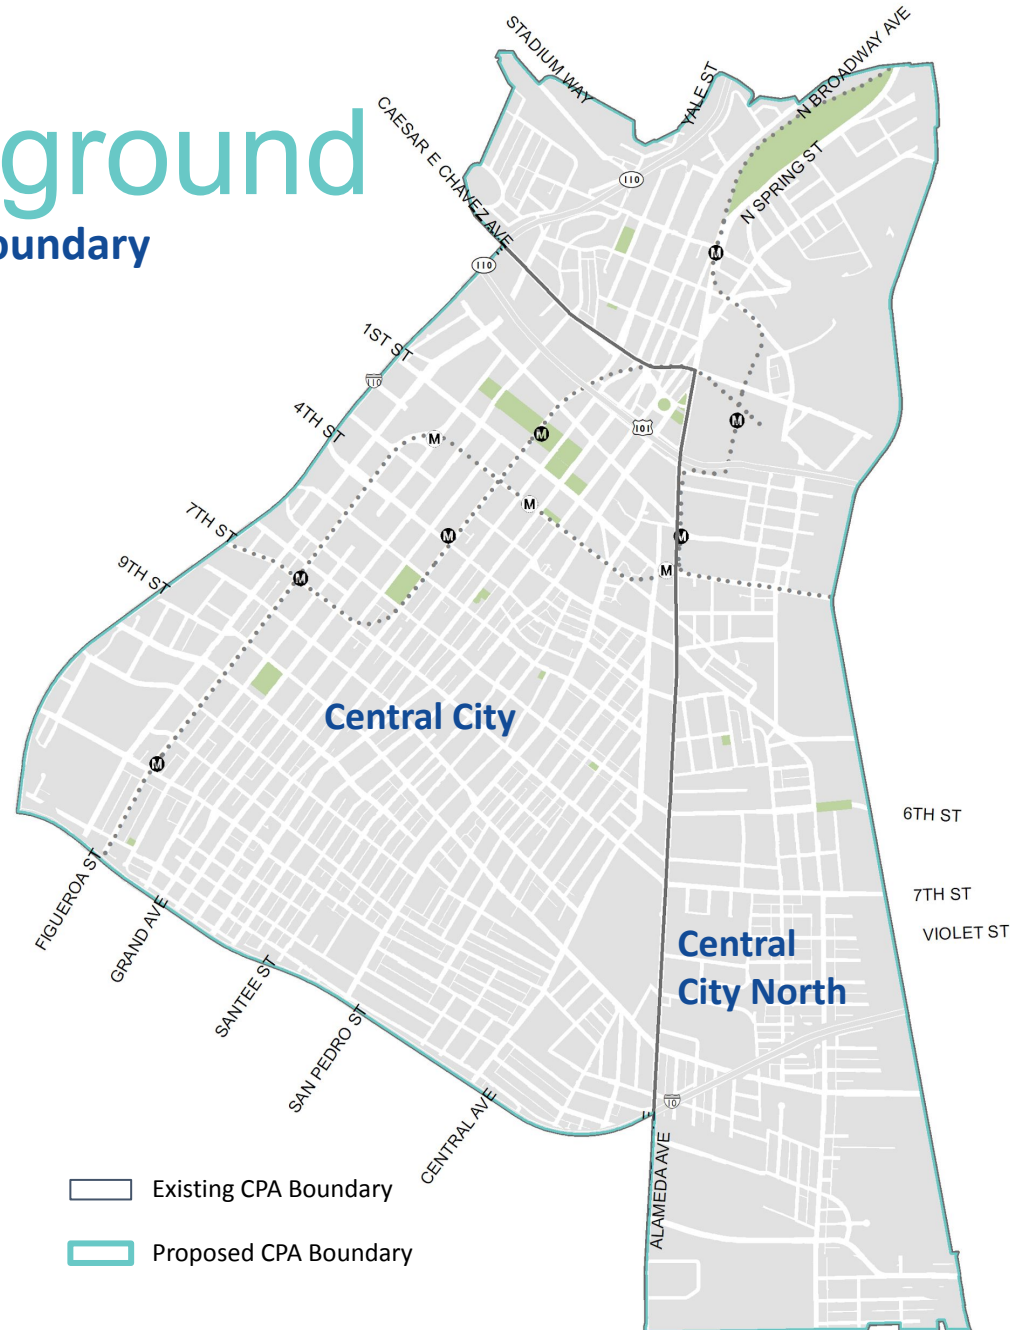 ground
oundary
STADIUM WAY
YALE ST
N BROADWAY AVE
CAESAR E CHAVEZ AVE
N SPRING ST
110
110
M
1ST ST
110
4TH ST
101
M
M
M
M
7TH ST
M
M
M
9TH ST
M
M
Central City
M
6TH ST
7TH ST
VIOLET ST
FIGUEROA ST
GRAND AVE
Central
City North
SANTEE ST
SAN PEDRO ST
CENTRAL AVE
10
ALAMEDA AVE
Existing CPA Boundary
Proposed CPA Boundary